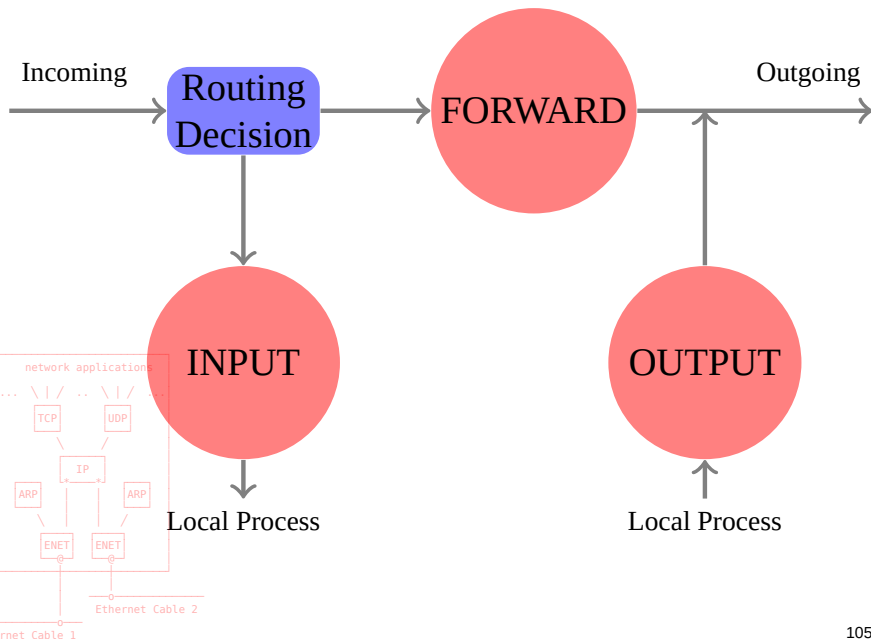 Incoming
Routing
Decision
FORWARD
Outgoing
INPUT
OUTPUT
network applications
... \ | / .. \ | / ...
TCP UDP
IP
ARP ARP
ENET ENET
Local Process
Local Process
Ethernet Cable 2
rnet Cable 1
105